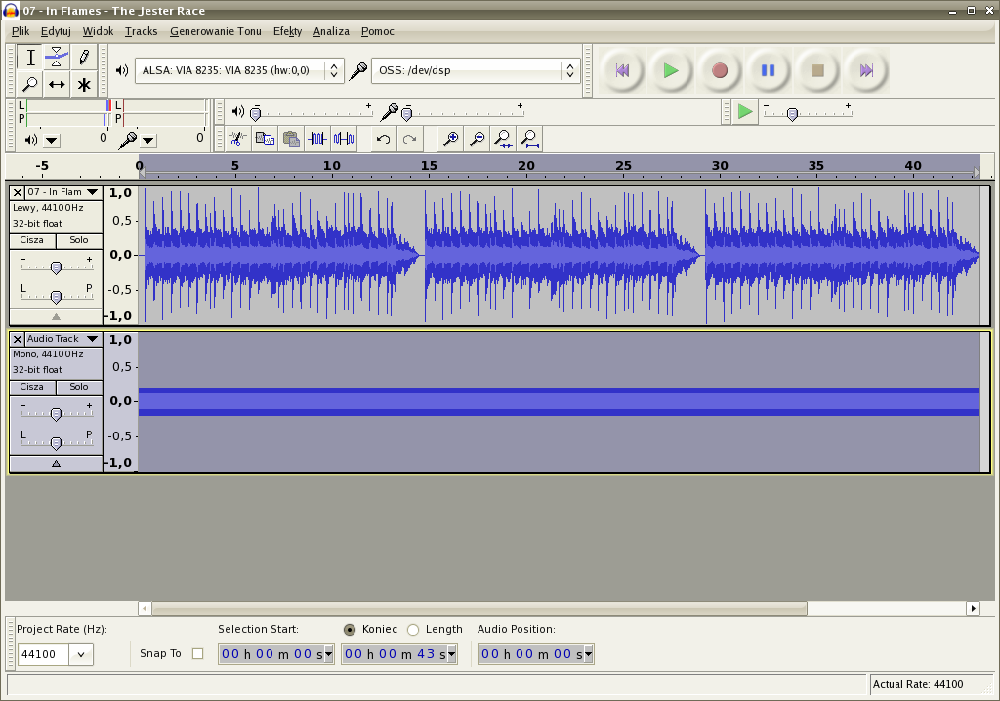 07 - In Flames - The Jester Race
Plik Edytuj Widok Tracks Generowanie Tonu Efekty Analiza Pomoc
ALSA: VIA 8235: VIA 8235 (hw:0,0) OSS: /dev/dsp
L L
P P
0 0
- + - + - +
-5 0 5 10 15 20 25 30 35 40
07 - In Flam 1,0
Lewy, 44100Hz
32-bit float 0,5
Cisza Solo
- + 0,0
L P -0,5
-1,0
Audio Track 1,0
Mono, 44100Hz
32-bit float 0,5
Cisza Solo
- + 0,0
L P -0,5
-1,0
Project Rate (Hz): Selection Start: Koniec Length Audio Position:
44100 Snap To 00 h 00 m 00 s 00 h 00 m 43 s 00 h 00 m 00 s
Actual Rate: 44100